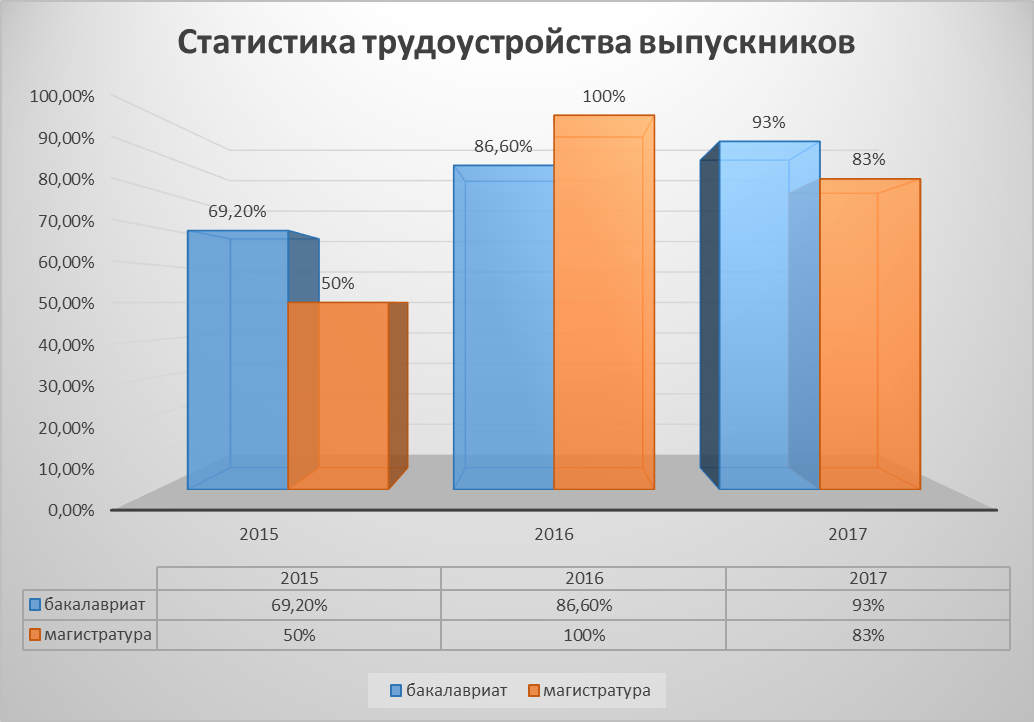 Статистика трудоустройства выпускников
100,00%
90,00%
80,00%
70,00%
60,00%
50,00%
40,00%
30,00%
20,00%
10,00%
0,00%
69,20%
50%
86,60%
100%
93%
83%
2015 2016 2017
2015 2016 2017
бакалавриат 69,20% 86,60% 93%
магистратура 50% 100% 83%
бакалавриат магистратура